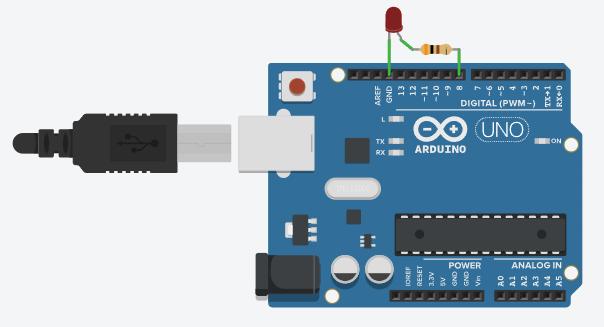 AREF
GND
13
12
~11
~10
~9
8
7
~6
~5
4
~3
2
TX→1
RX←0
DIGITAL (PWM~)
L
TX
RX
UNO
ARDUINO
ON
POWER
ANALOG IN
IOREF
RESET
3.3V
5V
GND
GND
Vin
A0
A1
A2
A3
A4
A5